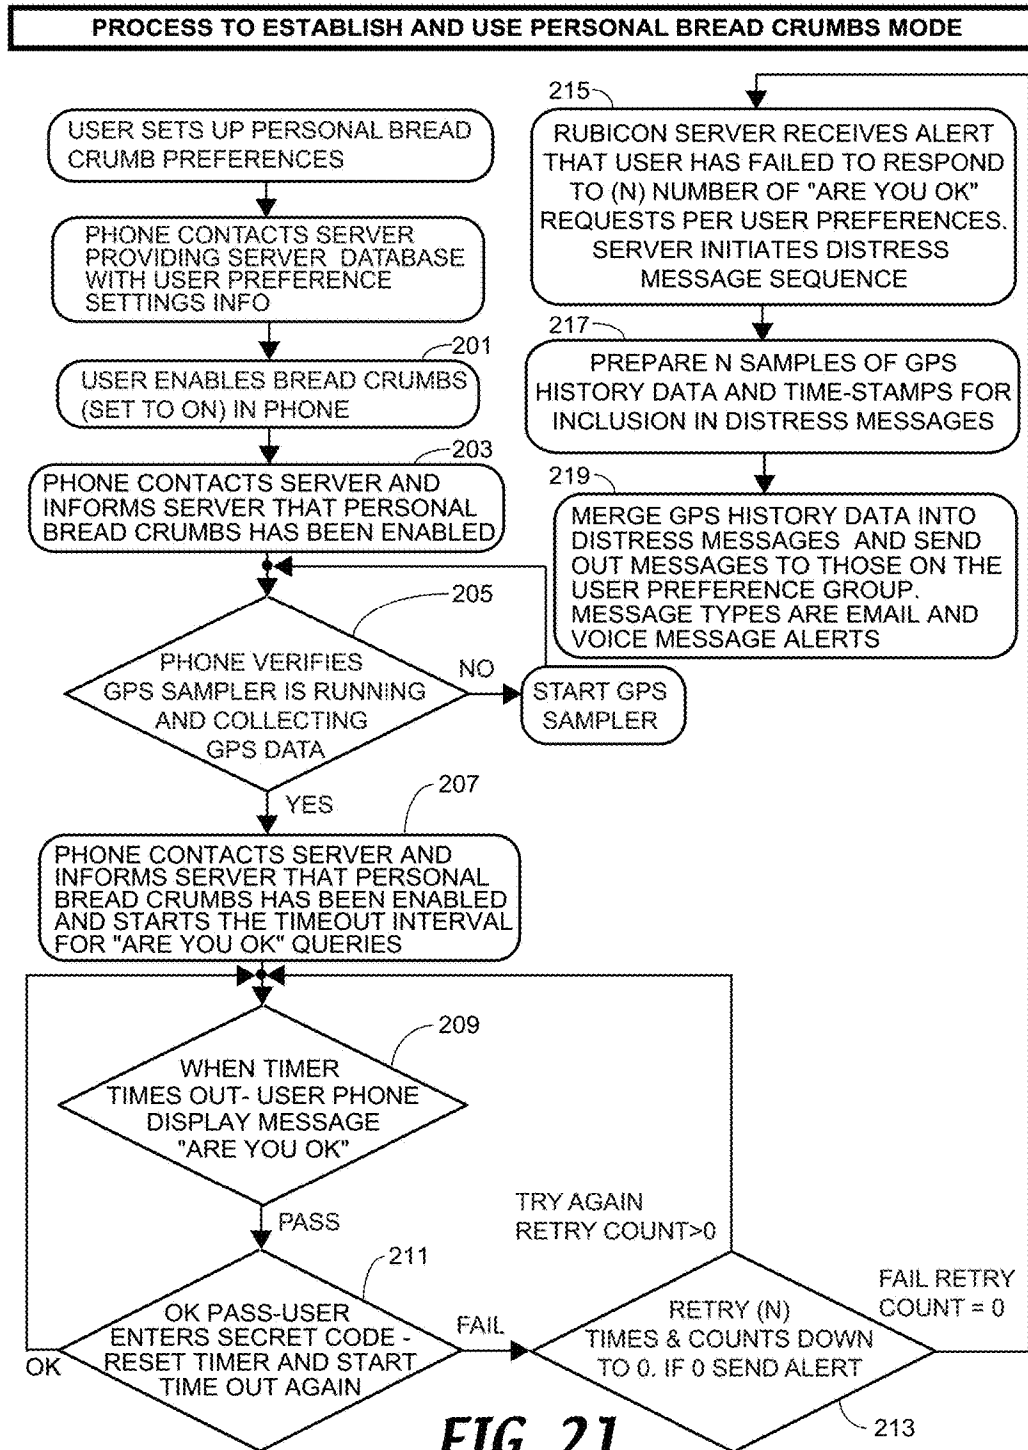 PROCESS TO ESTABLISH AND USE PERSONAL BREAD CRUMBS MODE
USER SETS UP PERSONAL BREAD
CRUMB PREFERENCES
PHONE CONTACTS SERVER
PROVIDING SERVER DATABASE
WITH USER PREFERENCE
SETTINGS INFO
201
USER ENABLES BREAD CRUMBS
(SET TO ON) IN PHONE
203
PHONE CONTACTS SERVER AND
INFORMS SERVER THAT PERSONAL
BREAD CRUMBS HAS BEEN ENABLED
205
PHONE VERIFIES
GPS SAMPLER IS RUNNING
AND COLLECTING
GPS DATA
NO
START GPS
SAMPLER
YES
207
PHONE CONTACTS SERVER AND
INFORMS SERVER THAT PERSONAL
BREAD CRUMBS HAS BEEN ENABLED
AND STARTS THE TIMEOUT INTERVAL
FOR "ARE YOU OK" QUERIES
209
WHEN TIMER
TIMES OUT- USER PHONE
DISPLAY MESSAGE
"ARE YOU OK"
PASS
211
OK PASS-USER
ENTERS SECRET CODE -
RESET TIMER AND START
TIME OUT AGAIN
OK
FAIL
TRY AGAIN
RETRY COUNT>0
RETRY (N)
TIMES & COUNTS DOWN
TO 0. IF 0 SEND ALERT
213
FAIL RETRY
COUNT = 0
215
RUBICON SERVER RECEIVES ALERT
THAT USER HAS FAILED TO RESPOND
TO (N) NUMBER OF "ARE YOU OK"
REQUESTS PER USER PREFERENCES.
SERVER INITIATES DISTRESS
MESSAGE SEQUENCE
217
PREPARE N SAMPLES OF GPS
HISTORY DATA AND TIME-STAMPS FOR
INCLUSION IN DISTRESS MESSAGES
219
MERGE GPS HISTORY DATA INTO
DISTRESS MESSAGES AND SEND
OUT MESSAGES TO THOSE ON THE
USER PREFERENCE GROUP.
MESSAGE TYPES ARE EMAIL AND
VOICE MESSAGE ALERTS
FIG. 21